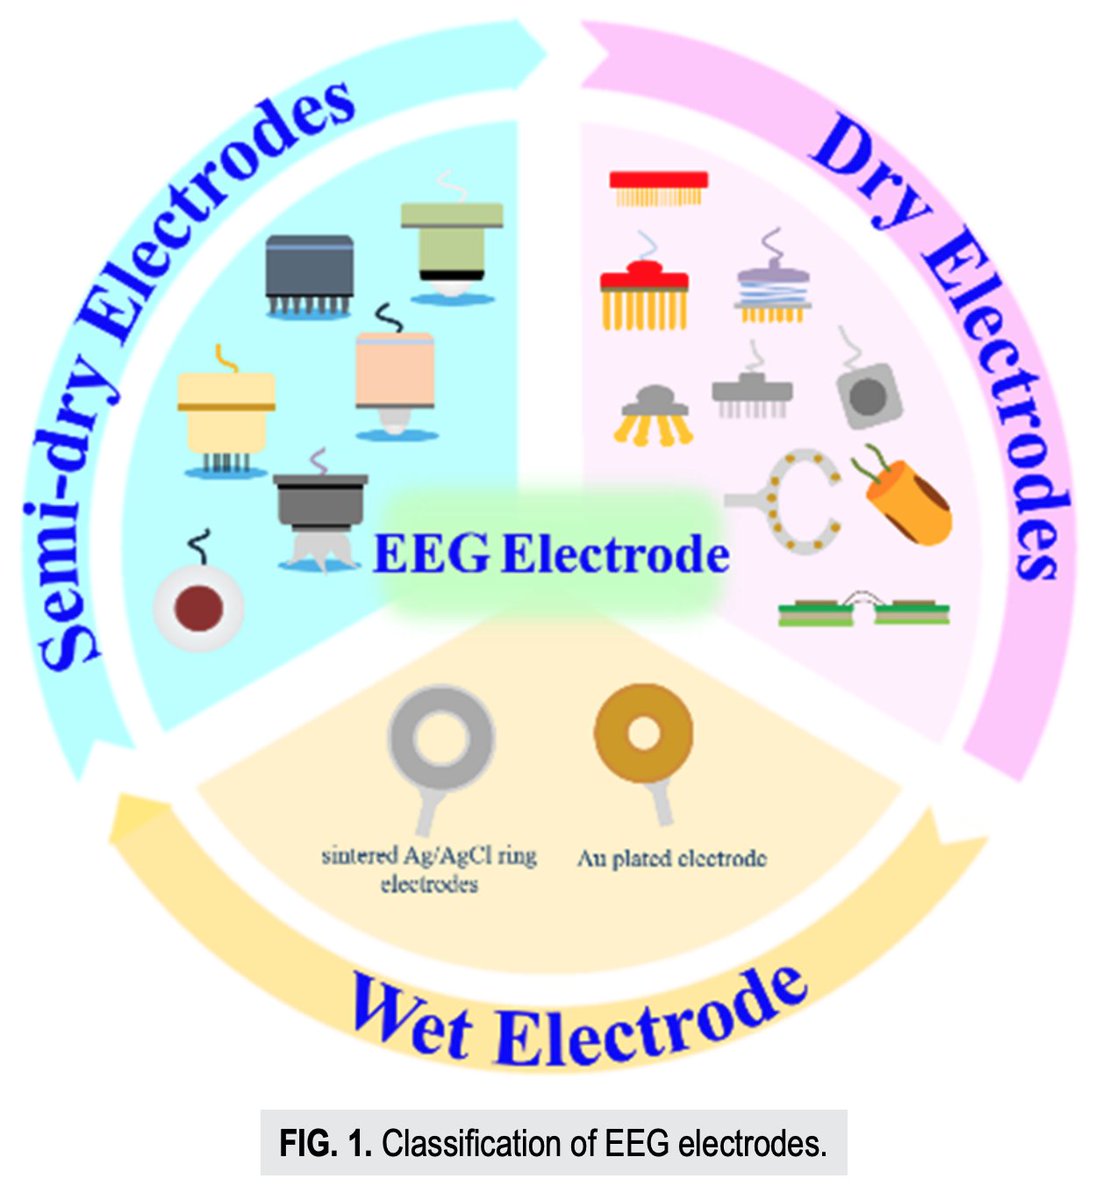 Semi-dry Electrodes
Dry Electrodes
EEG Electrode
sintered Ag/AgCl ring
electrodes
Au plated electrode
Wet Electrode
FIG. 1. Classification of EEG electrodes.